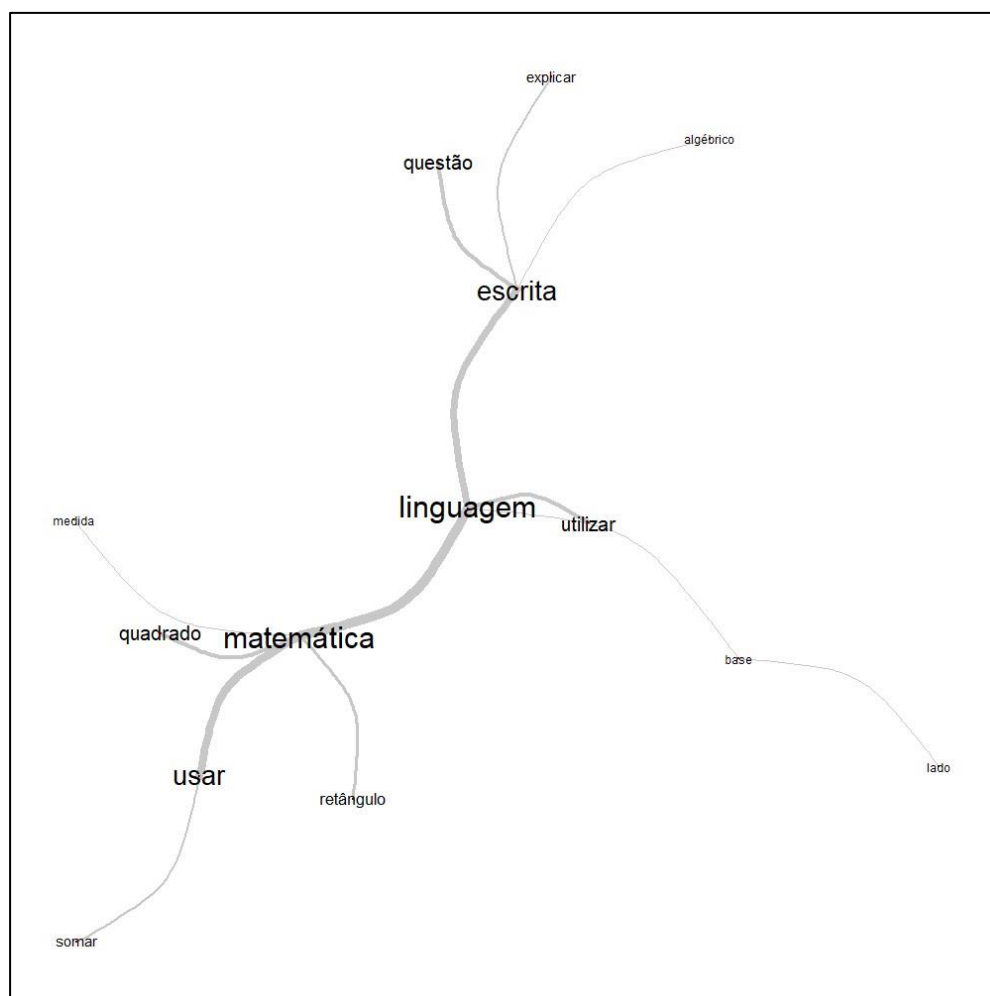 explicar
algébrico
questão
escrita
linguagem
medida
utilizar
quadrado
matemática
base
lado
usar
retângulo
somar